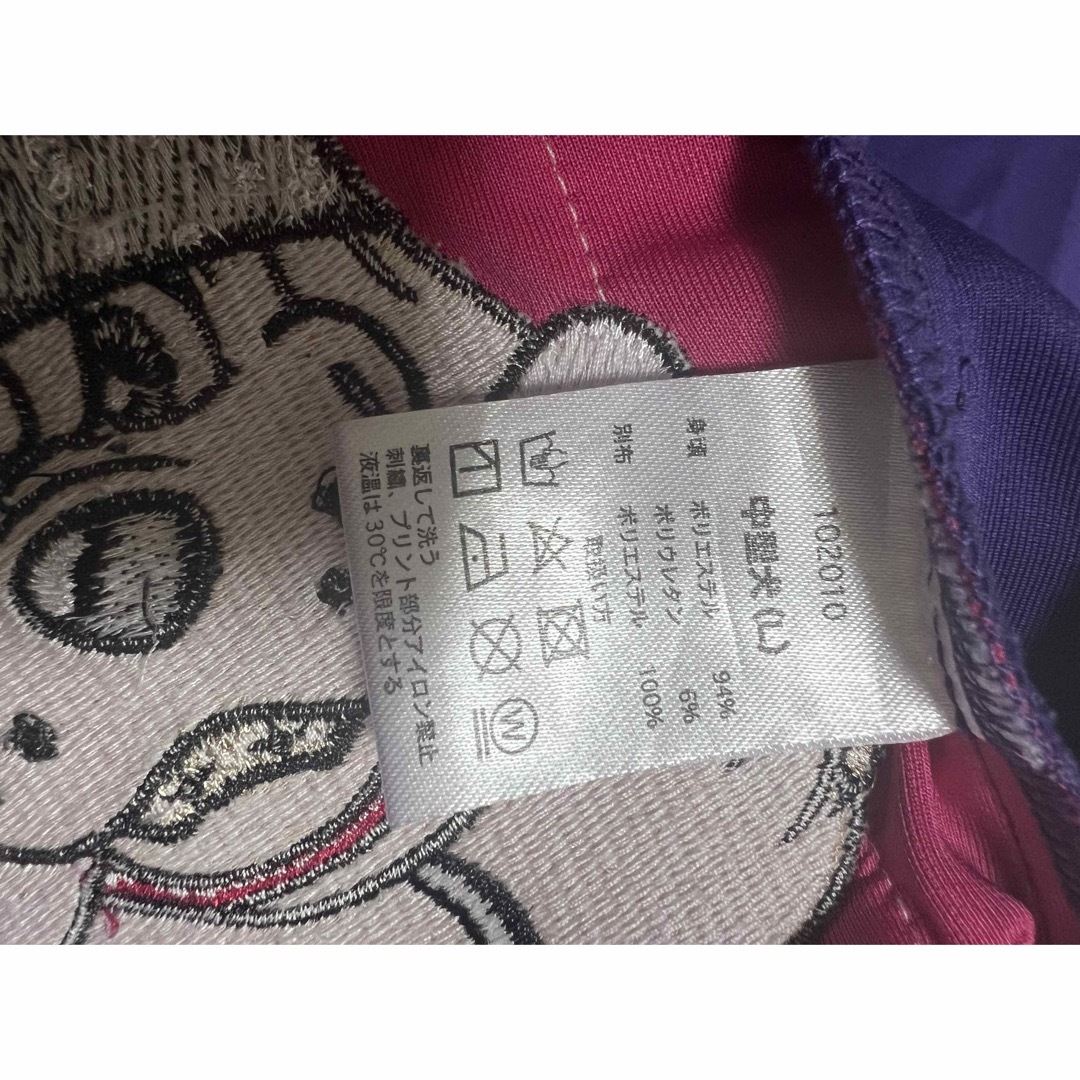 102010
中型犬(L)
身頃 ポリエステル 94%
ポリウレタン 6%
別布 ポリエステル 100%
取扱い方
W
裏返して洗う
刺繍、プリント部分アイロン禁止
液温は30℃を限度とする